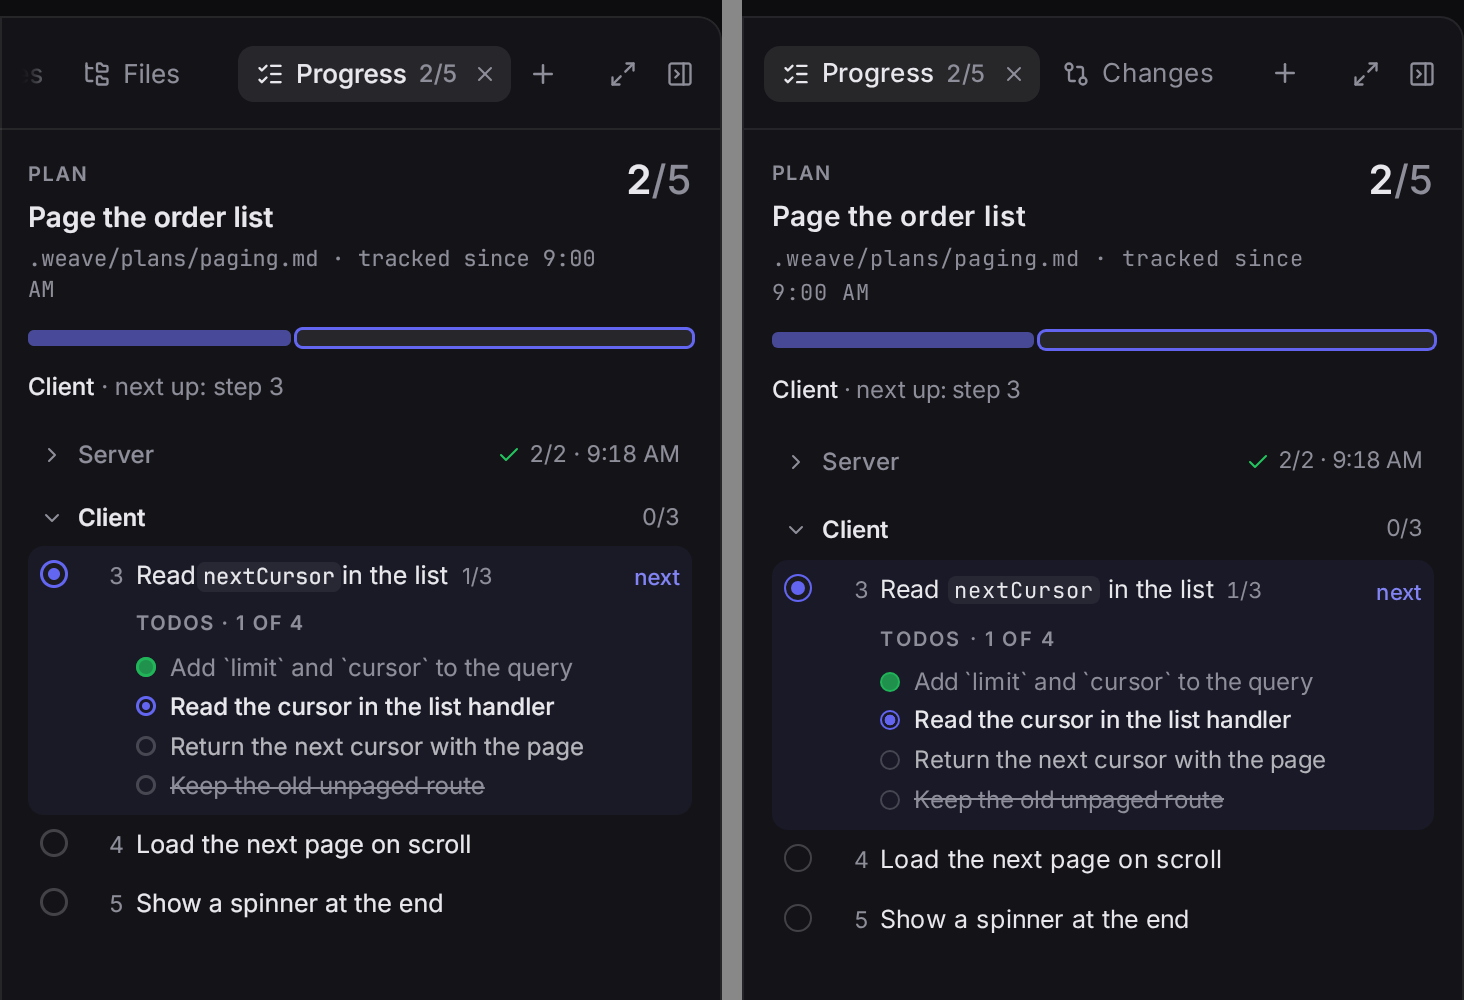 Files
Progress 2/5
PLAN
2/5
Page the order list
.weave/plans/paging.md · tracked since 9:00
AM
Client · next up: step 3
Server
2/2 · 9:18 AM
Client
0/3
3 Read nextCursor in the list 1/3
next
TODOS · 1 OF 4
Add `limit` and `cursor` to the query
Read the cursor in the list handler
Return the next cursor with the page
Keep the old unpaged route
4 Load the next page on scroll
5 Show a spinner at the end
Progress 2/5
Changes
PLAN
2/5
Page the order list
.weave/plans/paging.md · tracked since
9:00 AM
Client · next up: step 3
Server
2/2 · 9:18 AM
Client
0/3
3 Read nextCursor in the list 1/3
next
TODOS · 1 OF 4
Add `limit` and `cursor` to the query
Read the cursor in the list handler
Return the next cursor with the page
Keep the old unpaged route
4 Load the next page on scroll
5 Show a spinner at the end